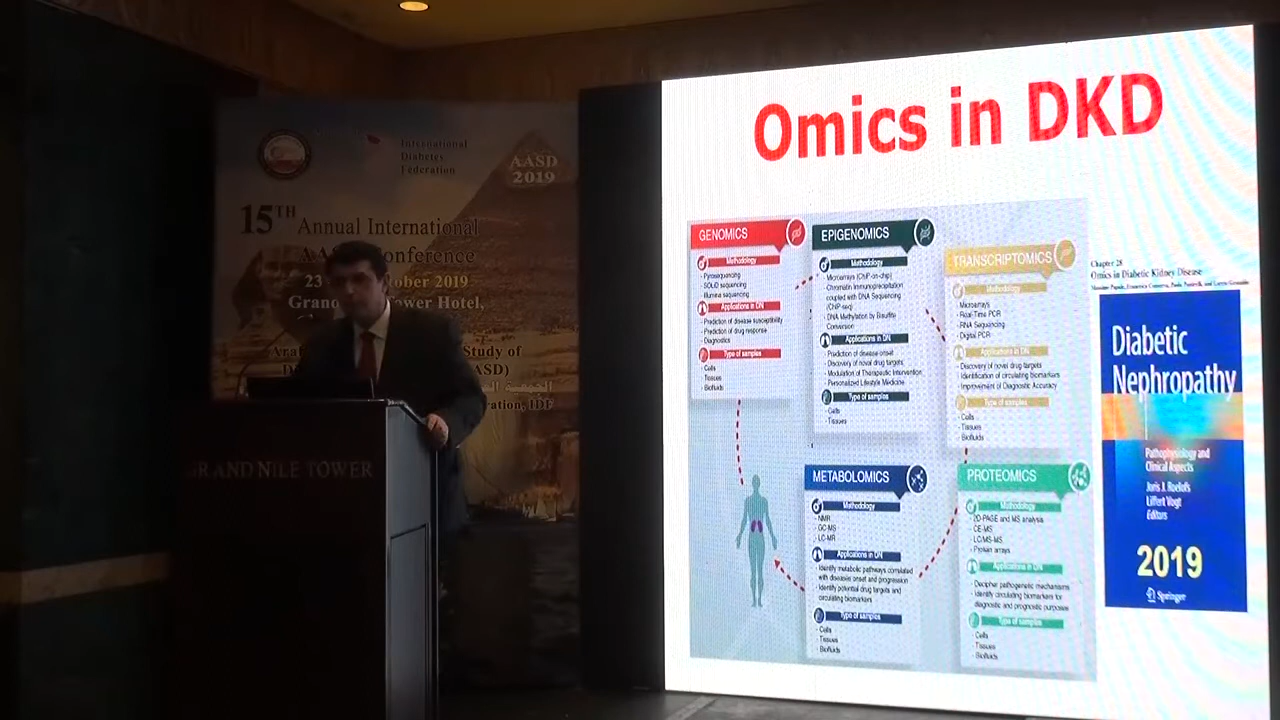 International
Diabetes
Federation
AASD
2019
15TH Annual International
Conference
23 October 2019
Grand Tower Hotel,
Study of
GRAND NILE TOWER
Omics in DKD
GENOMICS
Methodology
- Pyrosequencing
- SOLiD sequencing
- Illumina sequencing
Applications in DN
- Prediction of disease susceptibility
- Prediction of drug response
- Diagnostics
Type of samples
- Cells
- Tissues
- Biofluids
EPIGENOMICS
Methodology
- Microarrays (ChIP-on-chip)
- Chromatin Immunoprecipitation
coupled with DNA Sequencing
(ChIP-seq)
- DNA Methylation by Bisulfite
Conversion
Applications in DN
- Prediction of disease onset
- Discovery of novel drug targets
- Modulation of Therapeutic Intervention
- Personalized Lifestyle Medicine
Type of samples
- Cells
- Tissues
TRANSCRIPTOMICS
Methodology
- Microarrays
- Real-Time PCR
- RNA Sequencing
- Digital PCR
Applications in DN
- Discovery of novel drug targets
- Identification of circulating biomarkers
- Improvement of Diagnostic Accuracy
Type of samples
- Cells
- Tissues
- Biofluids
METABOLOMICS
Methodology
- NMR
- GC-MS
- LC-MR
Applications in DN
- Identify metabolic pathways correlated
with diseases onset and progression
- Identify potential drug targets and
circulating biomarkers
Type of samples
- Cells
- Tissues
- Biofluids
PROTEOMICS
Methodology
- 2D-PAGE and MS analysis
- CE-MS
- LC/MS-MS
- Protein arrays
Applications in DN
- Decipher pathogenetic mechanisms
- Identify circulating biomarkers for
diagnostic and prognostic purposes
Type of samples
- Cells
- Tissues
- Biofluids
Chapter 28
Omics in Diabetic Kidney Disease
Diabetic
Nephropathy
Pathophysiology and
Clinical Aspects
Joris J. Roelofs
Liffert Vogt
Editors
2019
Springer